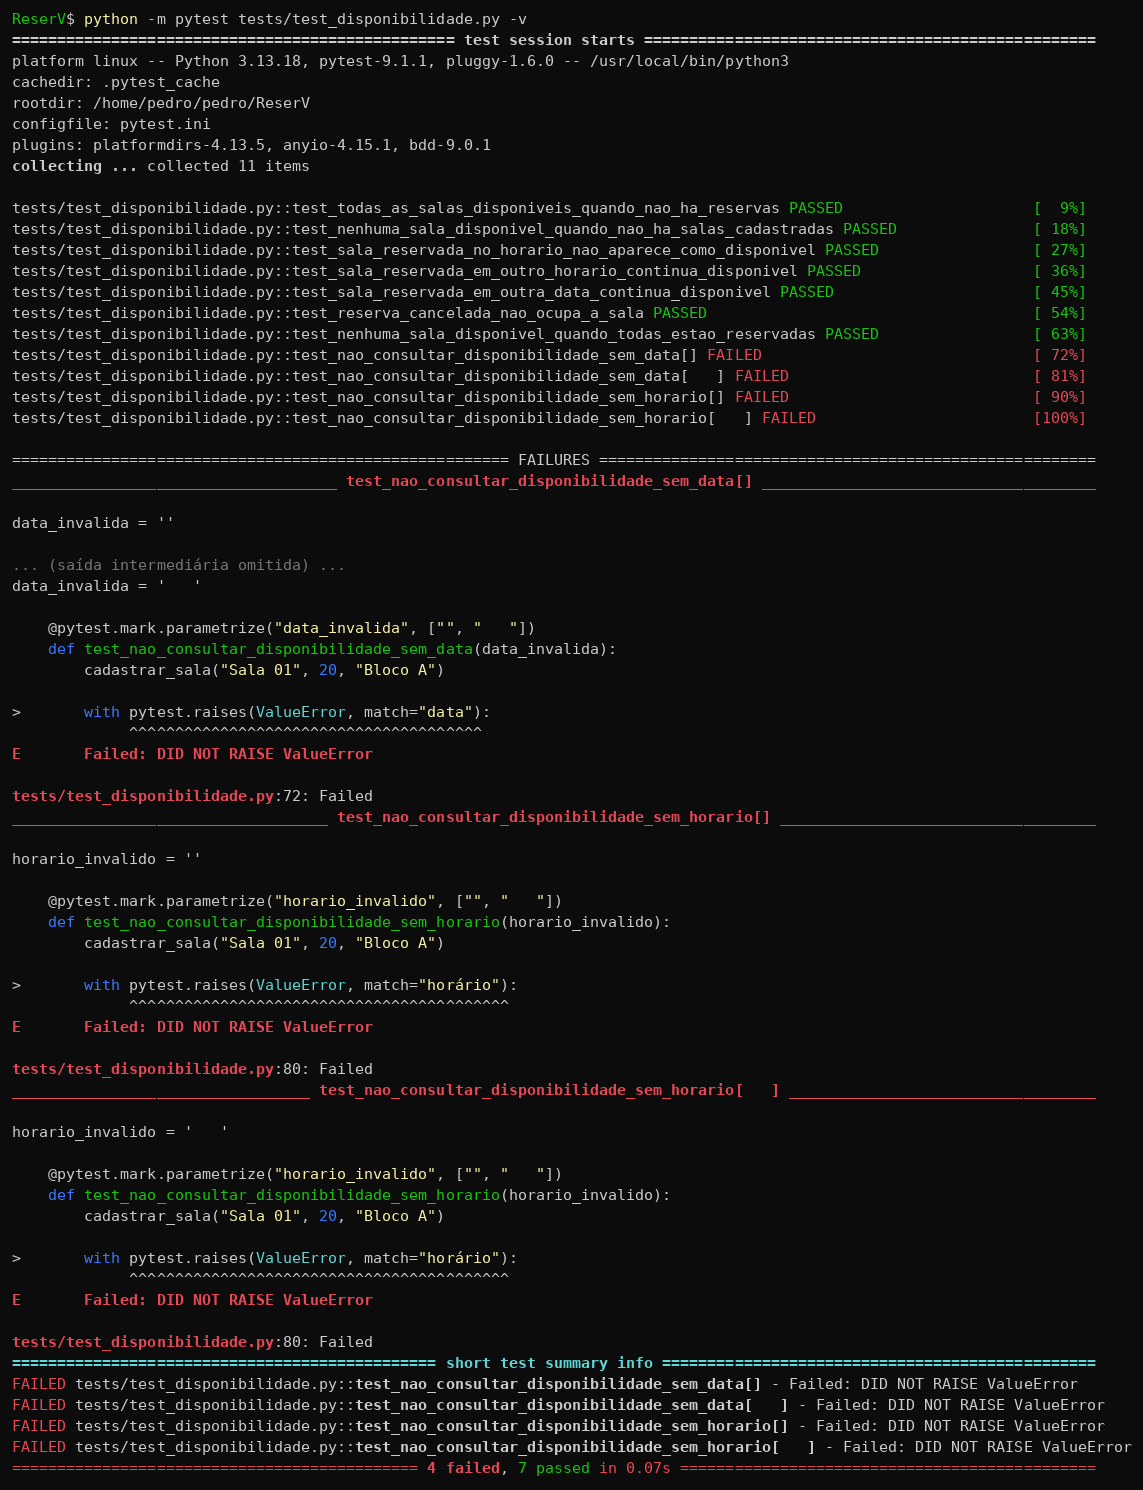 ReserV$ python -m pytest tests/test_disponibilidade.py -v
================================================= test session starts ==================================================
platform linux -- Python 3.13.18, pytest-9.1.1, pluggy-1.6.0 -- /usr/local/bin/python3
cachedir: .pytest_cache
rootdir: /home/pedro/pedro/ReserV
configfile: pytest.ini
plugins: platformdirs-4.13.5, anyio-4.15.1, bdd-9.0.1
collecting ... collected 11 items

tests/test_disponibilidade.py::test_todas_as_salas_disponiveis_quando_nao_ha_reservas PASSED                     [  9%]
tests/test_disponibilidade.py::test_nenhuma_sala_disponivel_quando_nao_ha_salas_cadastradas PASSED               [ 18%]
tests/test_disponibilidade.py::test_sala_reservada_no_horario_nao_aparece_como_disponivel PASSED                 [ 27%]
tests/test_disponibilidade.py::test_sala_reservada_em_outro_horario_continua_disponivel PASSED                   [ 36%]
tests/test_disponibilidade.py::test_sala_reservada_em_outra_data_continua_disponivel PASSED                      [ 45%]
tests/test_disponibilidade.py::test_reserva_cancelada_nao_ocupa_a_sala PASSED                                    [ 54%]
tests/test_disponibilidade.py::test_nenhuma_sala_disponivel_quando_todas_estao_reservadas PASSED                 [ 63%]
tests/test_disponibilidade.py::test_nao_consultar_disponibilidade_sem_data[] FAILED                              [ 72%]
tests/test_disponibilidade.py::test_nao_consultar_disponibilidade_sem_data[   ] FAILED                           [ 81%]
tests/test_disponibilidade.py::test_nao_consultar_disponibilidade_sem_horario[] FAILED                           [ 90%]
tests/test_disponibilidade.py::test_nao_consultar_disponibilidade_sem_horario[   ] FAILED                        [100%]

======================================================= FAILURES =======================================================
____________________________________ test_nao_consultar_disponibilidade_sem_data[] _____________________________________

data_invalida = ''

... (saída intermediária omitida) ...
data_invalida = '   '

    @pytest.mark.parametrize("data_invalida", ["", "   "])
    def test_nao_consultar_disponibilidade_sem_data(data_invalida):
        cadastrar_sala("Sala 01", 20, "Bloco A")

>       with pytest.raises(ValueError, match="data"):
             ^^^^^^^^^^^^^^^^^^^^^^^^^^^^^^^^^^^^^^^
E       Failed: DID NOT RAISE ValueError

tests/test_disponibilidade.py:72: Failed
___________________________________ test_nao_consultar_disponibilidade_sem_horario[] ___________________________________

horario_invalido = ''

    @pytest.mark.parametrize("horario_invalido", ["", "   "])
    def test_nao_consultar_disponibilidade_sem_horario(horario_invalido):
        cadastrar_sala("Sala 01", 20, "Bloco A")

>       with pytest.raises(ValueError, match="horário"):
             ^^^^^^^^^^^^^^^^^^^^^^^^^^^^^^^^^^^^^^^^^^
E       Failed: DID NOT RAISE ValueError

tests/test_disponibilidade.py:80: Failed
_________________________________ test_nao_consultar_disponibilidade_sem_horario[   ] __________________________________

horario_invalido = '   '

    @pytest.mark.parametrize("horario_invalido", ["", "   "])
    def test_nao_consultar_disponibilidade_sem_horario(horario_invalido):
        cadastrar_sala("Sala 01", 20, "Bloco A")

>       with pytest.raises(ValueError, match="horário"):
             ^^^^^^^^^^^^^^^^^^^^^^^^^^^^^^^^^^^^^^^^^^
E       Failed: DID NOT RAISE ValueError

tests/test_disponibilidade.py:80: Failed
=============================================== short test summary info ================================================
FAILED tests/test_disponibilidade.py::test_nao_consultar_disponibilidade_sem_data[] - Failed: DID NOT RAISE ValueError
FAILED tests/test_disponibilidade.py::test_nao_consultar_disponibilidade_sem_data[   ] - Failed: DID NOT RAISE ValueError
FAILED tests/test_disponibilidade.py::test_nao_consultar_disponibilidade_sem_horario[] - Failed: DID NOT RAISE ValueError
FAILED tests/test_disponibilidade.py::test_nao_consultar_disponibilidade_sem_horario[   ] - Failed: DID NOT RAISE ValueError
============================================= 4 failed, 7 passed in 0.07s ==============================================